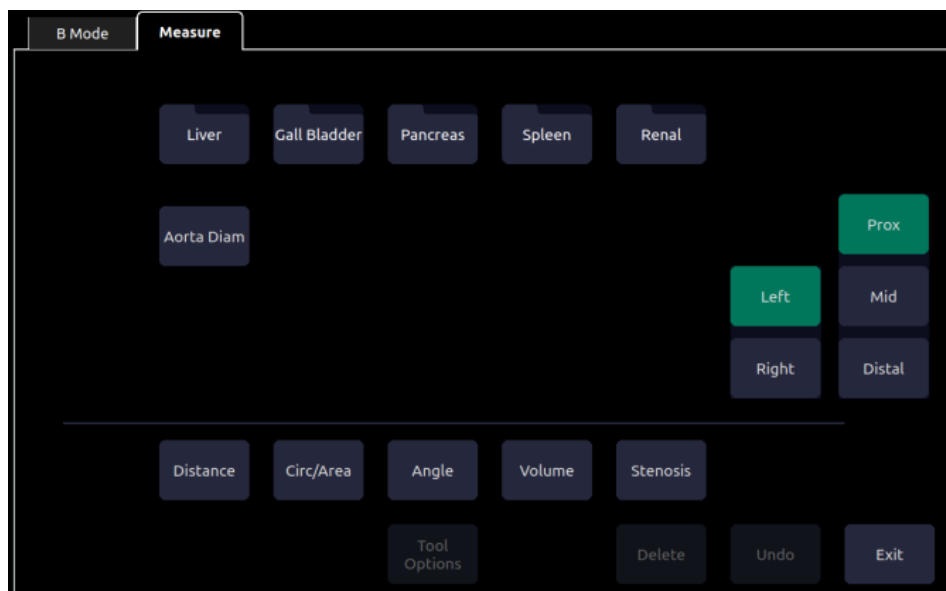 B Mode
Measure
Liver
Gall Bladder
Pancreas
Spleen
Renal
Aorta Diam
Prox
Left
Mid
Right
Distal
Distance
Circ/Area
Angle
Volume
Stenosis
Tool
Options
Delete
Undo
Exit